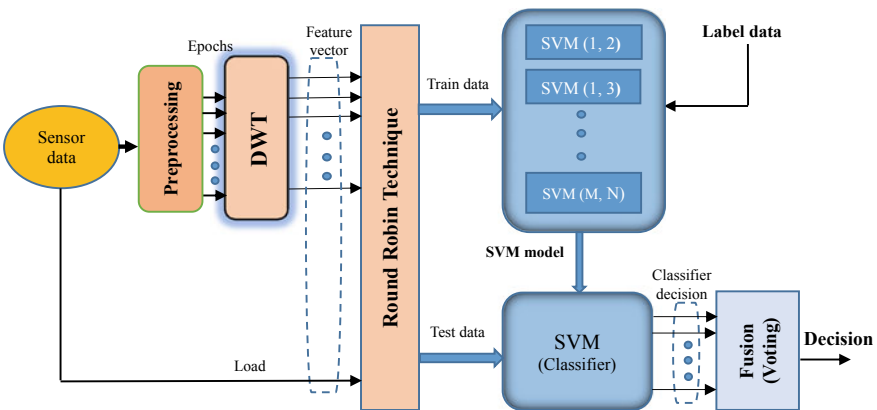 Sensor
data
Preprocessing
Epochs
DWT
Feature
vector
Load
Round Robin Technique
Train data
Test data
SVM (1, 2)
SVM (1, 3)
SVM (M, N)
Label data
SVM model
SVM
(Classifier)
Classifier
decision
Fusion
(Voting)
Decision